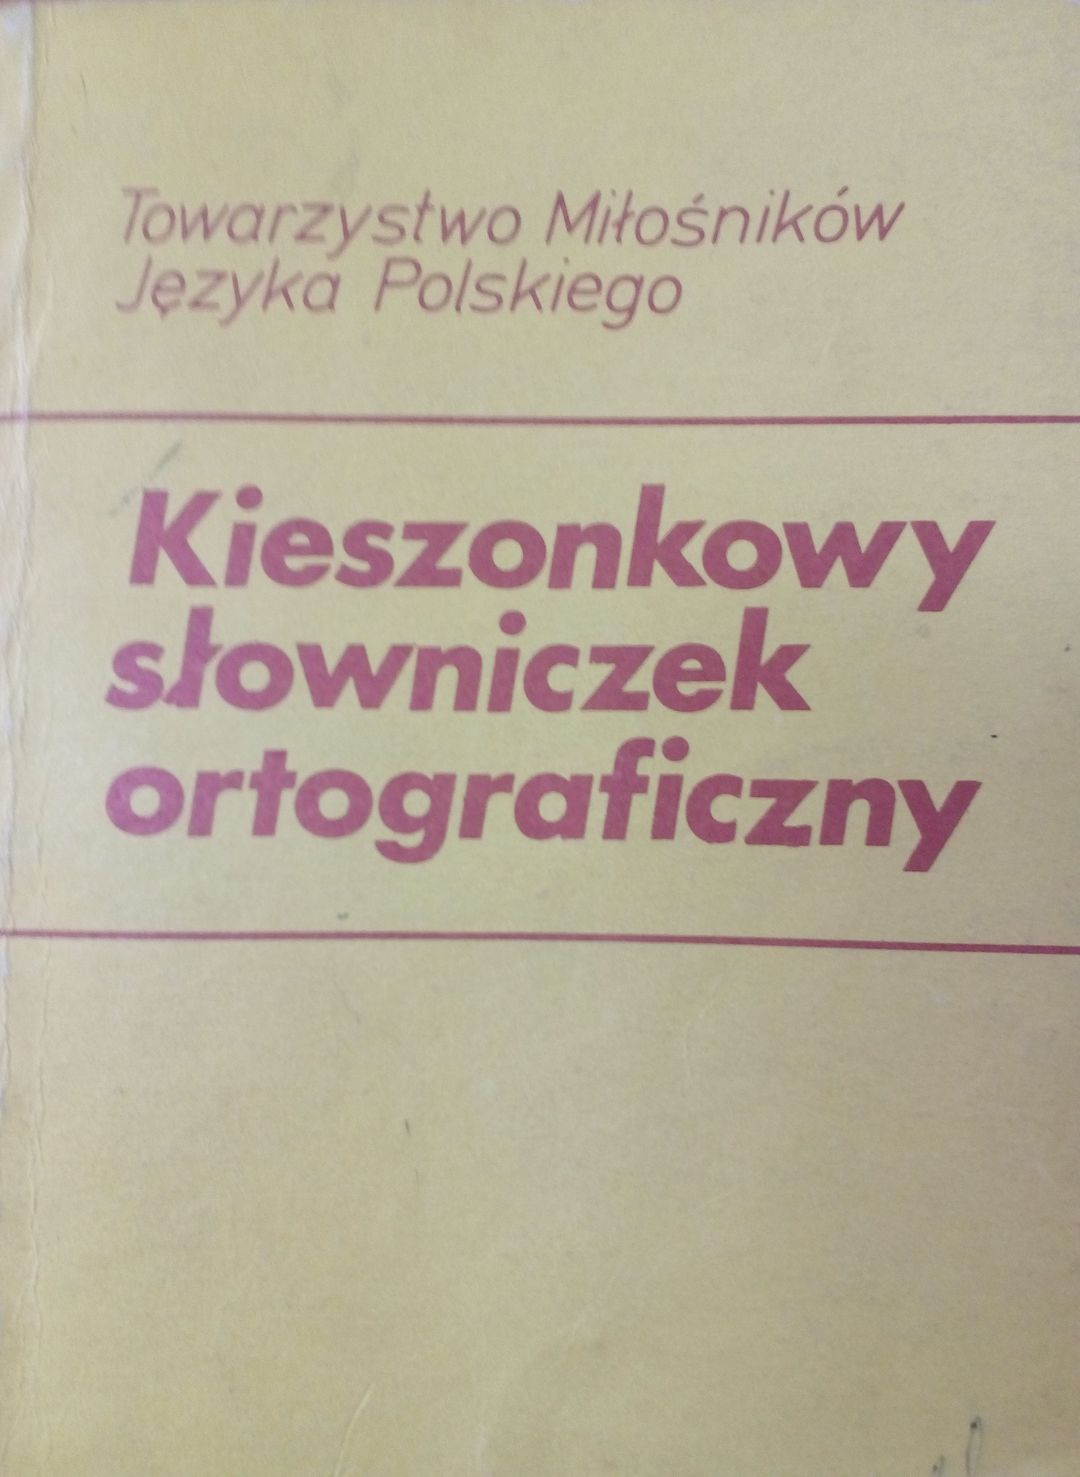 Towarzystwo Miłośników
Języka Polskiego
Kieszonkowy
słowniczek
ortograficzny